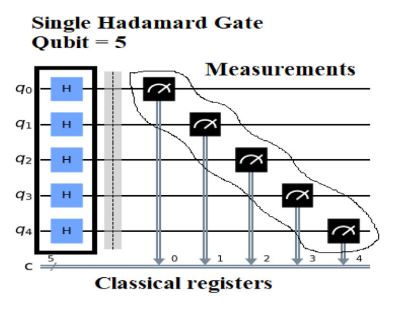 Single Hadamard Gate
Qubit = 5
Measurements
q0 H
q1 H
q2 H
q3 H
q4 H
c 5 0 1 2 3 4
Classical registers